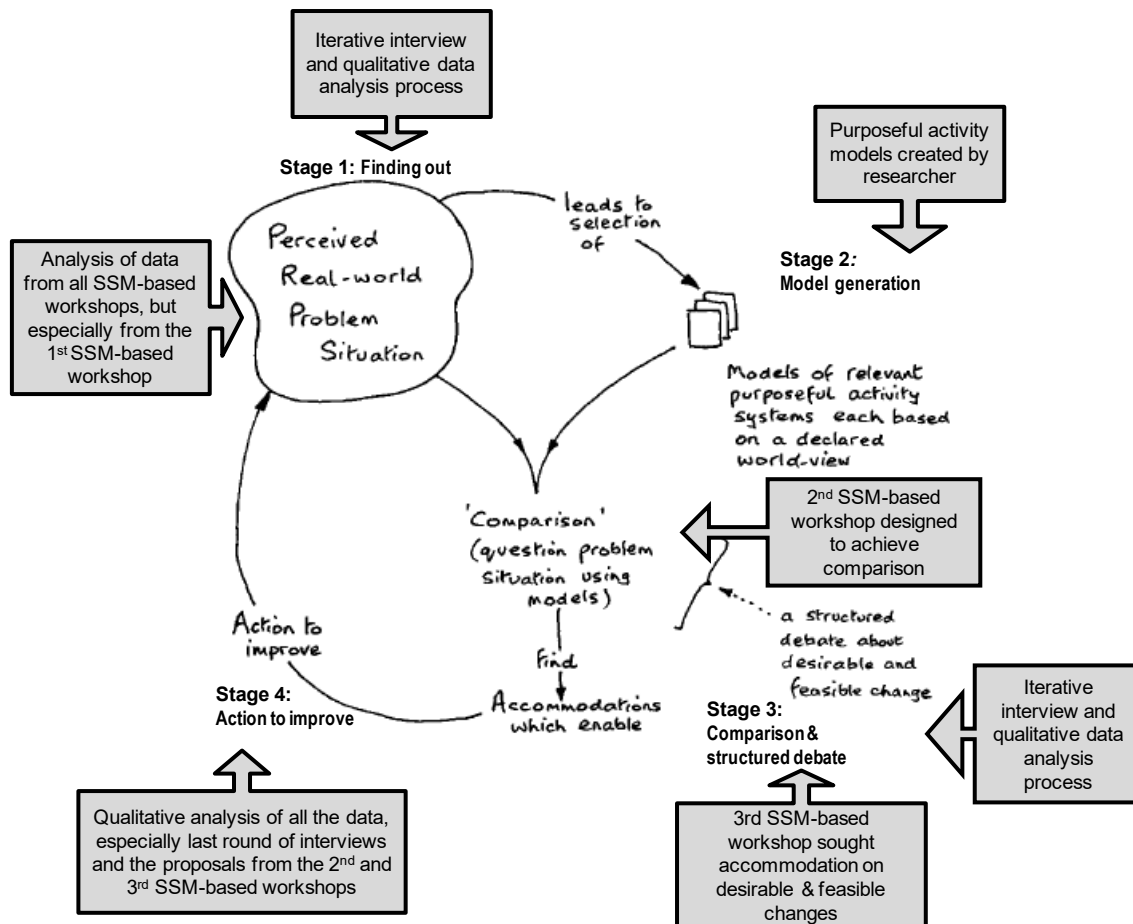 Iterative interview
and qualitative data
analysis process
Purposeful activity
models created by
researcher
Stage 1: Finding out
leads to
selection
of
Perceived
Real-world
Problem
Situation
Analysis of data
from all SSM-based
workshops, but
especially from the
1st SSM-based
workshop
Stage 2:
Model generation
Models of relevant
purposeful activity
systems each based
on a declared
world-view
2nd SSM-based
workshop designed
to achieve
comparison
'Comparison'
(question problem
situation using
models)
a structured
debate about
desirable and
feasible change
Action to
improve
find
Accommodations
which enable
Stage 4:
Action to improve
Stage 3:
Comparison &
structured debate
Iterative
interview and
qualitative data
analysis
process
Qualitative analysis of all the data,
especially last round of interviews
and the proposals from the 2nd and
3rd SSM-based workshops
3rd SSM-based
workshop sought
accommodation on
desirable & feasible
changes